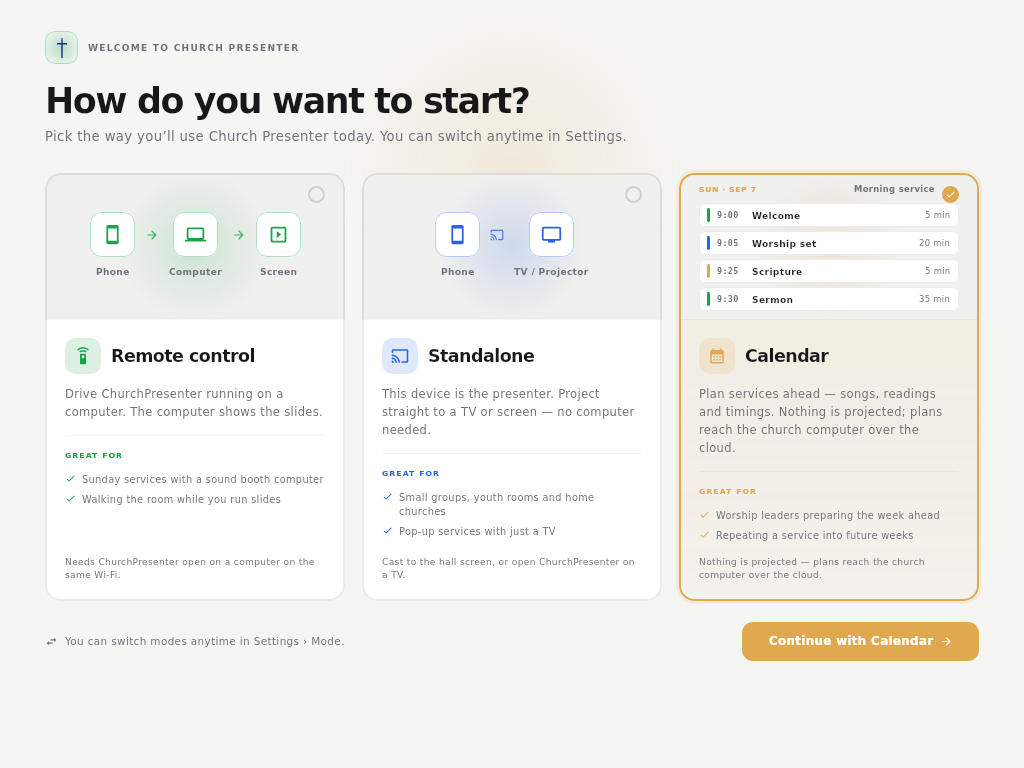 WELCOME TO CHURCH PRESENTER
How do you want to start?
Pick the way you’ll use Church Presenter today. You can switch anytime in Settings.
Phone
Computer
Screen
Remote control
Drive ChurchPresenter running on a
computer. The computer shows the slides.
GREAT FOR
Sunday services with a sound booth computer
Walking the room while you run slides
Needs ChurchPresenter open on a computer on the
same Wi-Fi.
Phone
TV / Projector
Standalone
This device is the presenter. Project
straight to a TV or screen — no computer
needed.
GREAT FOR
Small groups, youth rooms and home
churches
Pop-up services with just a TV
Cast to the hall screen, or open ChurchPresenter on
a TV.
SUN · SEP 7 Morning service
9:00 Welcome 5 min
9:05 Worship set 20 min
9:25 Scripture 5 min
9:30 Sermon 35 min
Calendar
Plan services ahead — songs, readings
and timings. Nothing is projected; plans
reach the church computer over the
cloud.
GREAT FOR
Worship leaders preparing the week ahead
Repeating a service into future weeks
Nothing is projected — plans reach the church
computer over the cloud.
You can switch modes anytime in Settings › Mode.
Continue with Calendar →